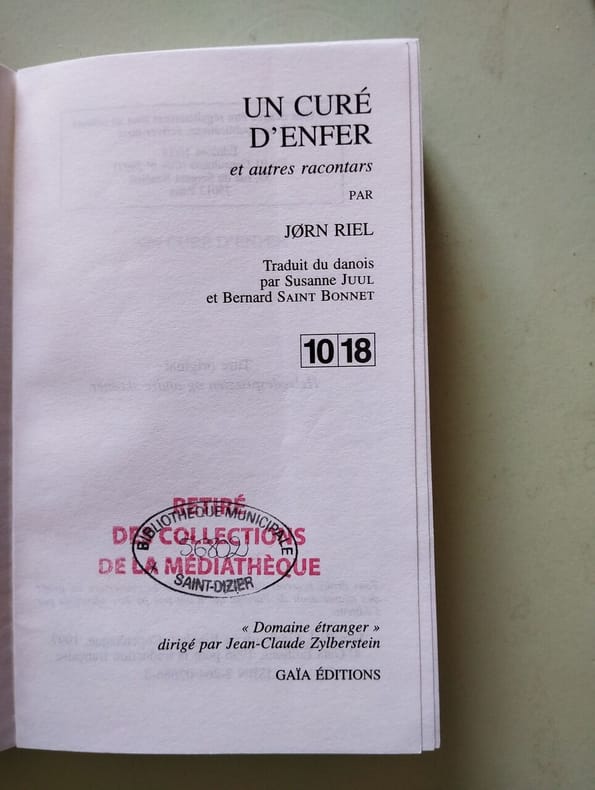 UN CURÉ
D'ENFER
et autres racontars
PAR
JØRN RIEL
Traduit du danois
par Susanne JUUL
et Bernard SAINT BONNET
10 18
RETIRÉ
DES COLLECTIONS
DE LA MÉDIATHÈQUE
BIBLIOTHEQUE MUNICIPALE
SAINT-DIZIER
« Domaine étranger »
dirigé par Jean-Claude Zylberstein
GAÏA ÉDITIONS